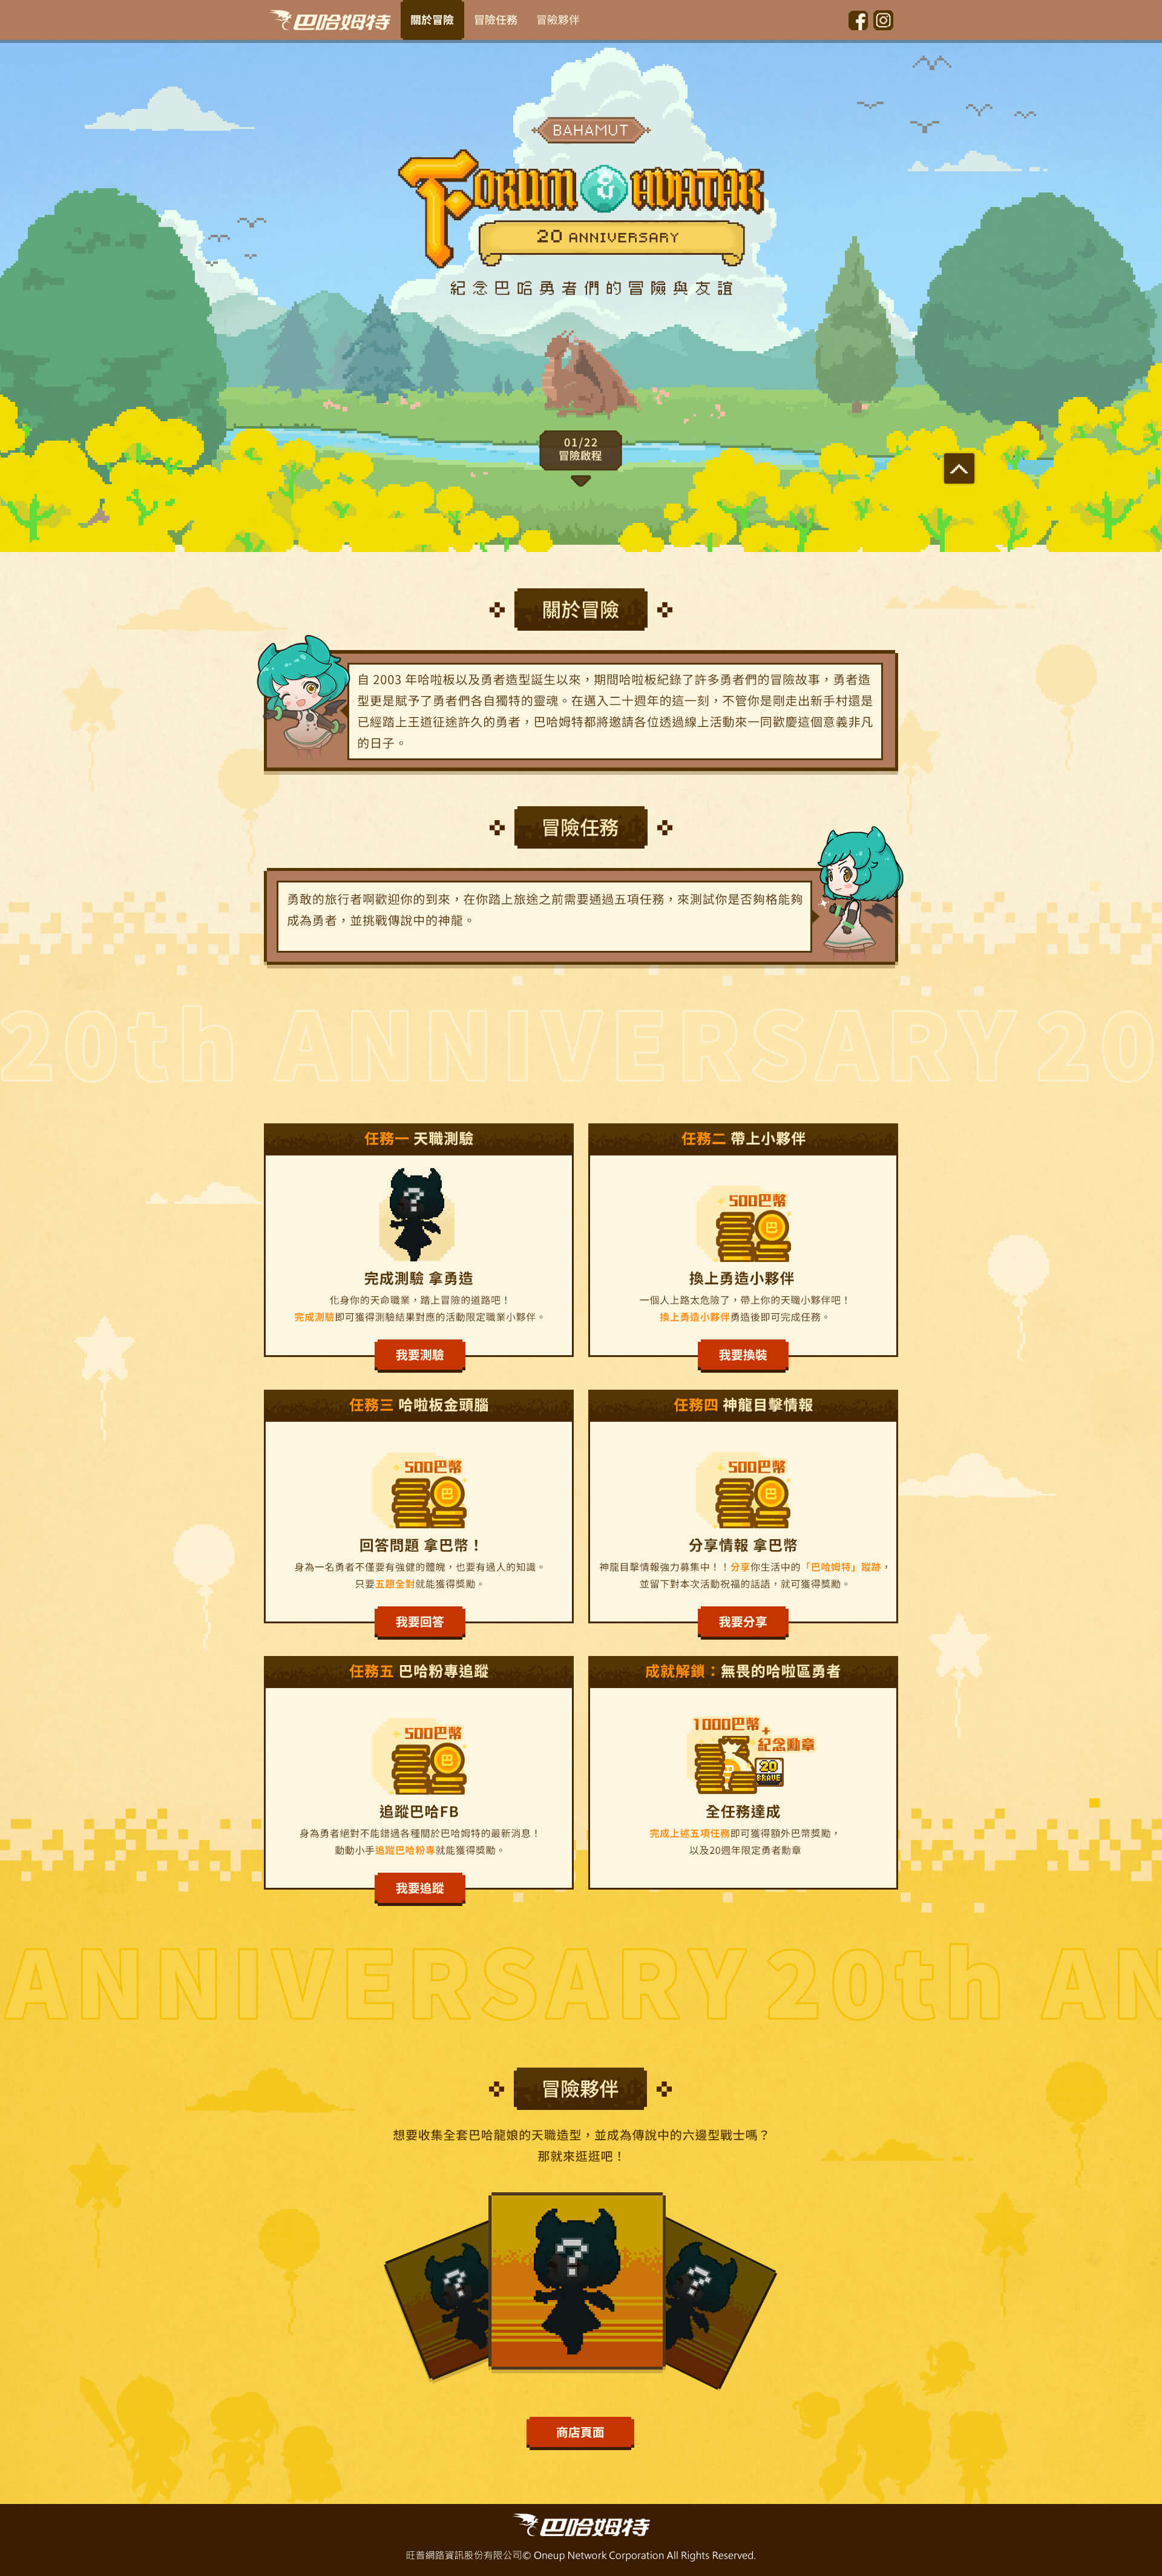 巴哈姆特
關於冒險
冒險任務
冒險夥伴
BAHAMUT
FORUM & AVATAR
20 ANNIVERSARY
紀念巴哈勇者們的冒險與友誼
01/22
冒險啟程
關於冒險
自 2003 年哈啦板以及勇者造型誕生以來，期間哈啦板紀錄了許多勇者們的冒險故事，勇者造
型更是賦予了勇者們各自獨特的靈魂。在邁入二十週年的這一刻，不管你是剛走出新手村還是
已經踏上王道征途許久的勇者，巴哈姆特都將邀請各位透過線上活動來一同歡慶這個意義非凡
的日子。
冒險任務
勇敢的旅行者啊歡迎你的到來，在你踏上旅途之前需要通過五項任務，來測試你是否夠格能夠
成為勇者，並挑戰傳說中的神龍。
20th ANNIVERSARY 20
任務一 天職測驗
?
完成測驗 拿勇造
化身你的天命職業，踏上冒險的道路吧！
完成測驗即可獲得測驗結果對應的活動限定職業小夥伴。
我要測驗
任務二 帶上小夥伴
500巴幣
巴
換上勇造小夥伴
一個人上路太危險了，帶上你的天職小夥伴吧！
換上勇造小夥伴勇造後即可完成任務。
我要換裝
任務三 哈啦板金頭腦
500巴幣
巴
回答問題 拿巴幣！
身為一名勇者不僅要有強健的體魄，也要有過人的知識。
只要五題全對就能獲得獎勵。
我要回答
任務四 神龍目擊情報
500巴幣
巴
分享情報 拿巴幣
神龍目擊情報強力募集中！！分享你生活中的「巴哈姆特」蹤跡，
並留下對本次活動祝福的話語，就可獲得獎勵。
我要分享
任務五 巴哈粉專追蹤
500巴幣
巴
追蹤巴哈FB
身為勇者絕對不能錯過各種關於巴哈姆特的最新消息！
動動小手追蹤巴哈粉專就能獲得獎勵。
我要追蹤
成就解鎖：無畏的哈啦區勇者
1000巴幣
+
紀念勳章
20
BRAVE
全任務達成
完成上述五項任務即可獲得額外巴幣獎勵，
以及20週年限定勇者勳章
ANNIVERSARY 20th AN
冒險夥伴
想要收集全套巴哈龍娘的天職造型，並成為傳說中的六邊型戰士嗎？
那就來逛逛吧！
? ? ?
商店頁面
巴哈姆特
旺普網路資訊股份有限公司© Oneup Network Corporation All Rights Reserved.